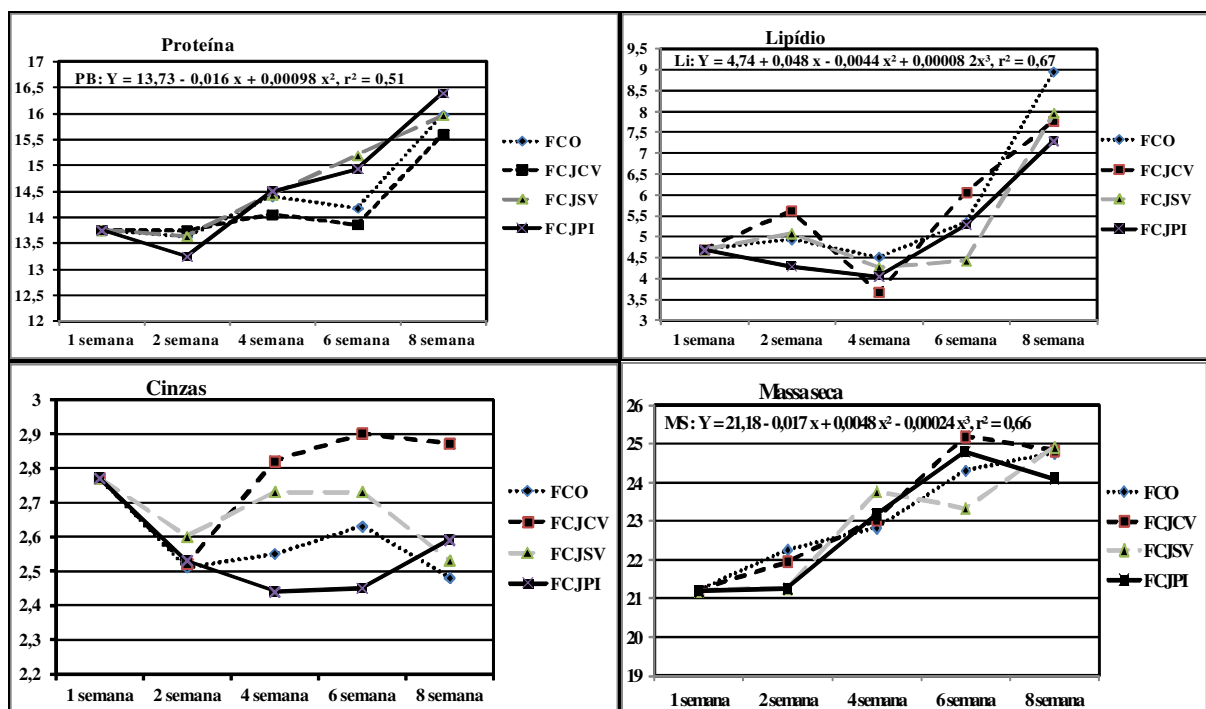 Proteína
PB: Y = 13,73 - 0,016 x + 0,00098 x², r² = 0,51
17
16,5
16
15,5
15
14,5
14
13,5
13
12,5
12
1 semana 2 semana 4 semana 6 semana 8 semana
FCO
FCJCV
FCJSV
FCJPI
Lipídio
Li: Y = 4,74 + 0,048 x - 0,0044 x² + 0,00008 2x³, r² = 0,67
9,5
9
8,5
8
7,5
7
6,5
6
5,5
5
4,5
4
3,5
3
1 semana 2 semana 4 semana 6 semana 8 semana
FCO
FCJCV
FCJSV
FCJPI
Cinzas
3
2,9
2,8
2,7
2,6
2,5
2,4
2,3
2,2
1 semana 2 semana 4 semana 6 semana 8 semana
FCO
FCJCV
FCJSV
FCJPI
Massa seca
MS: Y = 21,18 - 0,017 x + 0,0048 x² - 0,00024 x³, r² = 0,66
26
25
24
23
22
21
20
19
1 semana 2 semana 4 semana 6 semana 8 semana
FCO
FCJCV
FCJSV
FCJPI